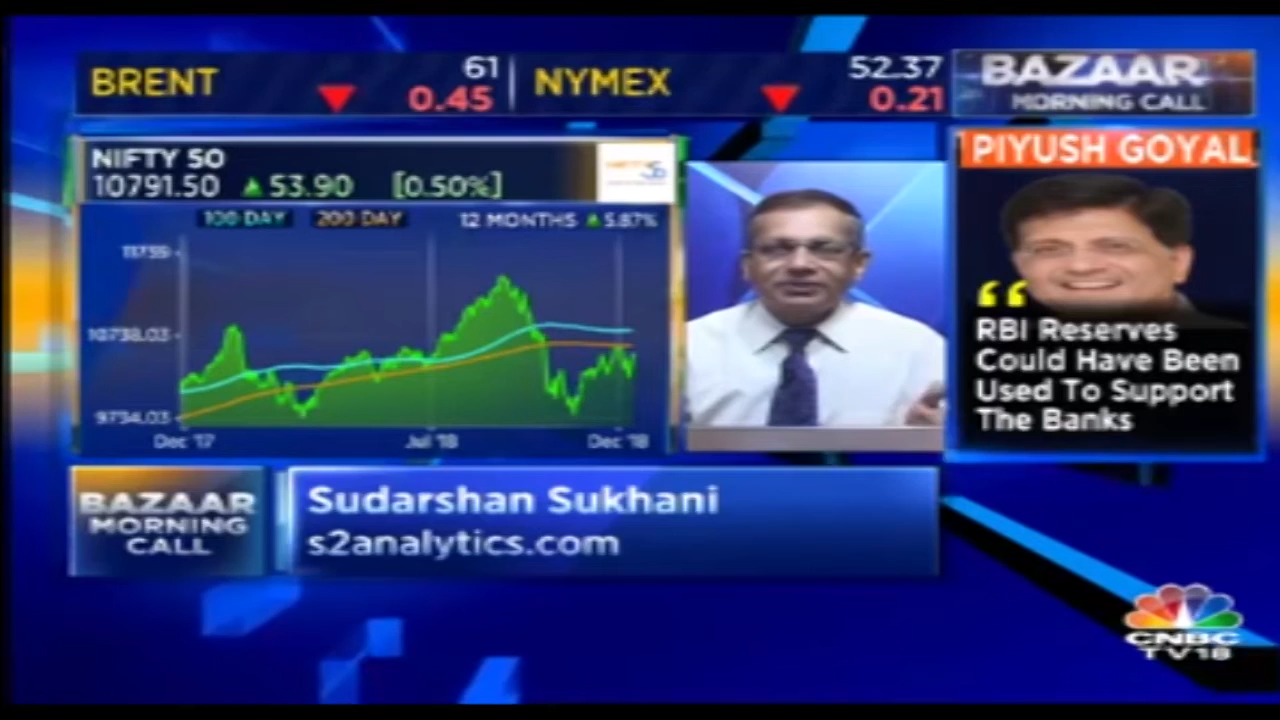 BRENT
61
0.45
NYMEX
52.37
0.21
BAZAAR
MORNING CALL
NIFTY 50
10791.50 53.90 [0.50%]
100 DAY 200 DAY 12 MONTHS 5.87%
10738.03
9734.03
Dec '17 Jul '18 Dec '18
PIYUSH GOYAL
“
RBI Reserves
Could Have Been
Used To Support
The Banks
BAZAAR
MORNING
CALL
Sudarshan Sukhani
s2analytics.com
CNBC
TV18